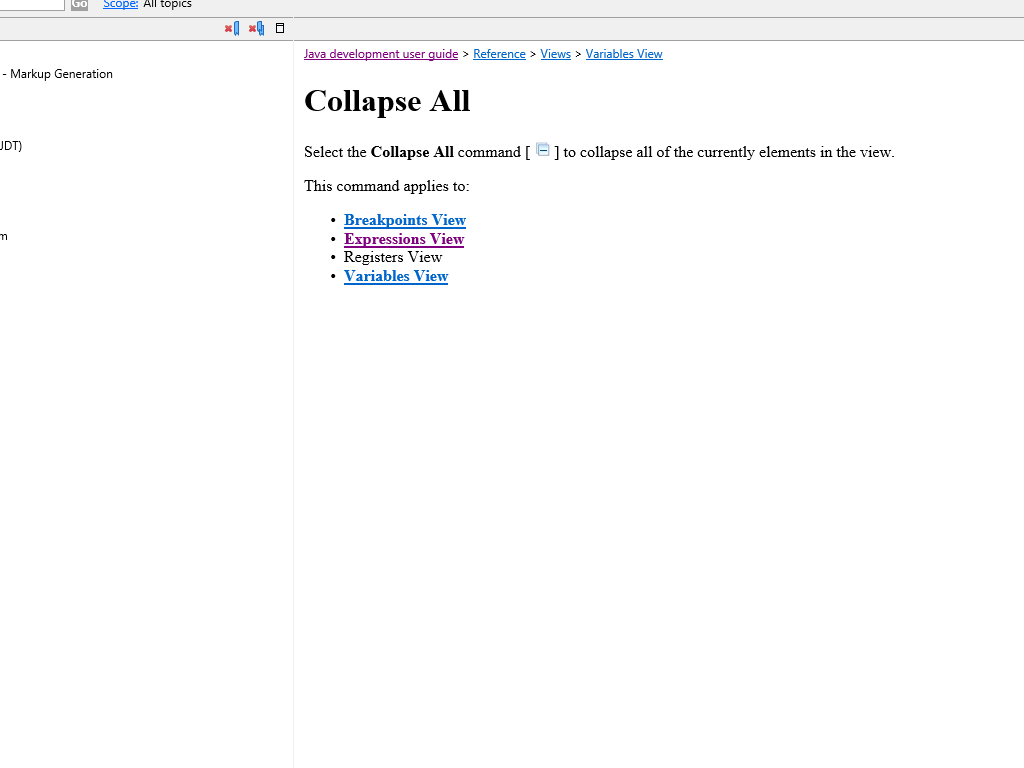 Go Scope: All topics
- Markup Generation
JDT)
m
Java development user guide > Reference > Views > Variables View
Collapse All
Select the Collapse All command [ ] to collapse all of the currently elements in the view.
This command applies to:
• Breakpoints View
• Expressions View
• Registers View
• Variables View